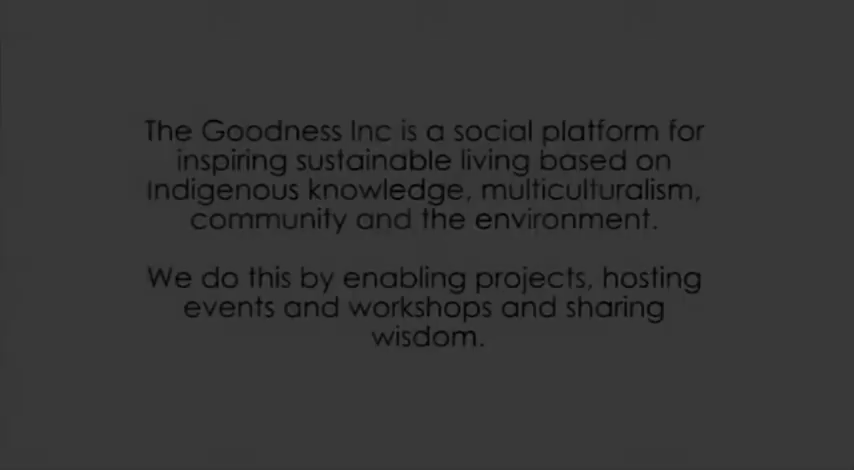 The Goodness Inc is a social platform for
inspiring sustainable living based on
Indigenous knowledge, multiculturalism,
community and the environment.
We do this by enabling projects, hosting
events and workshops and sharing
wisdom.